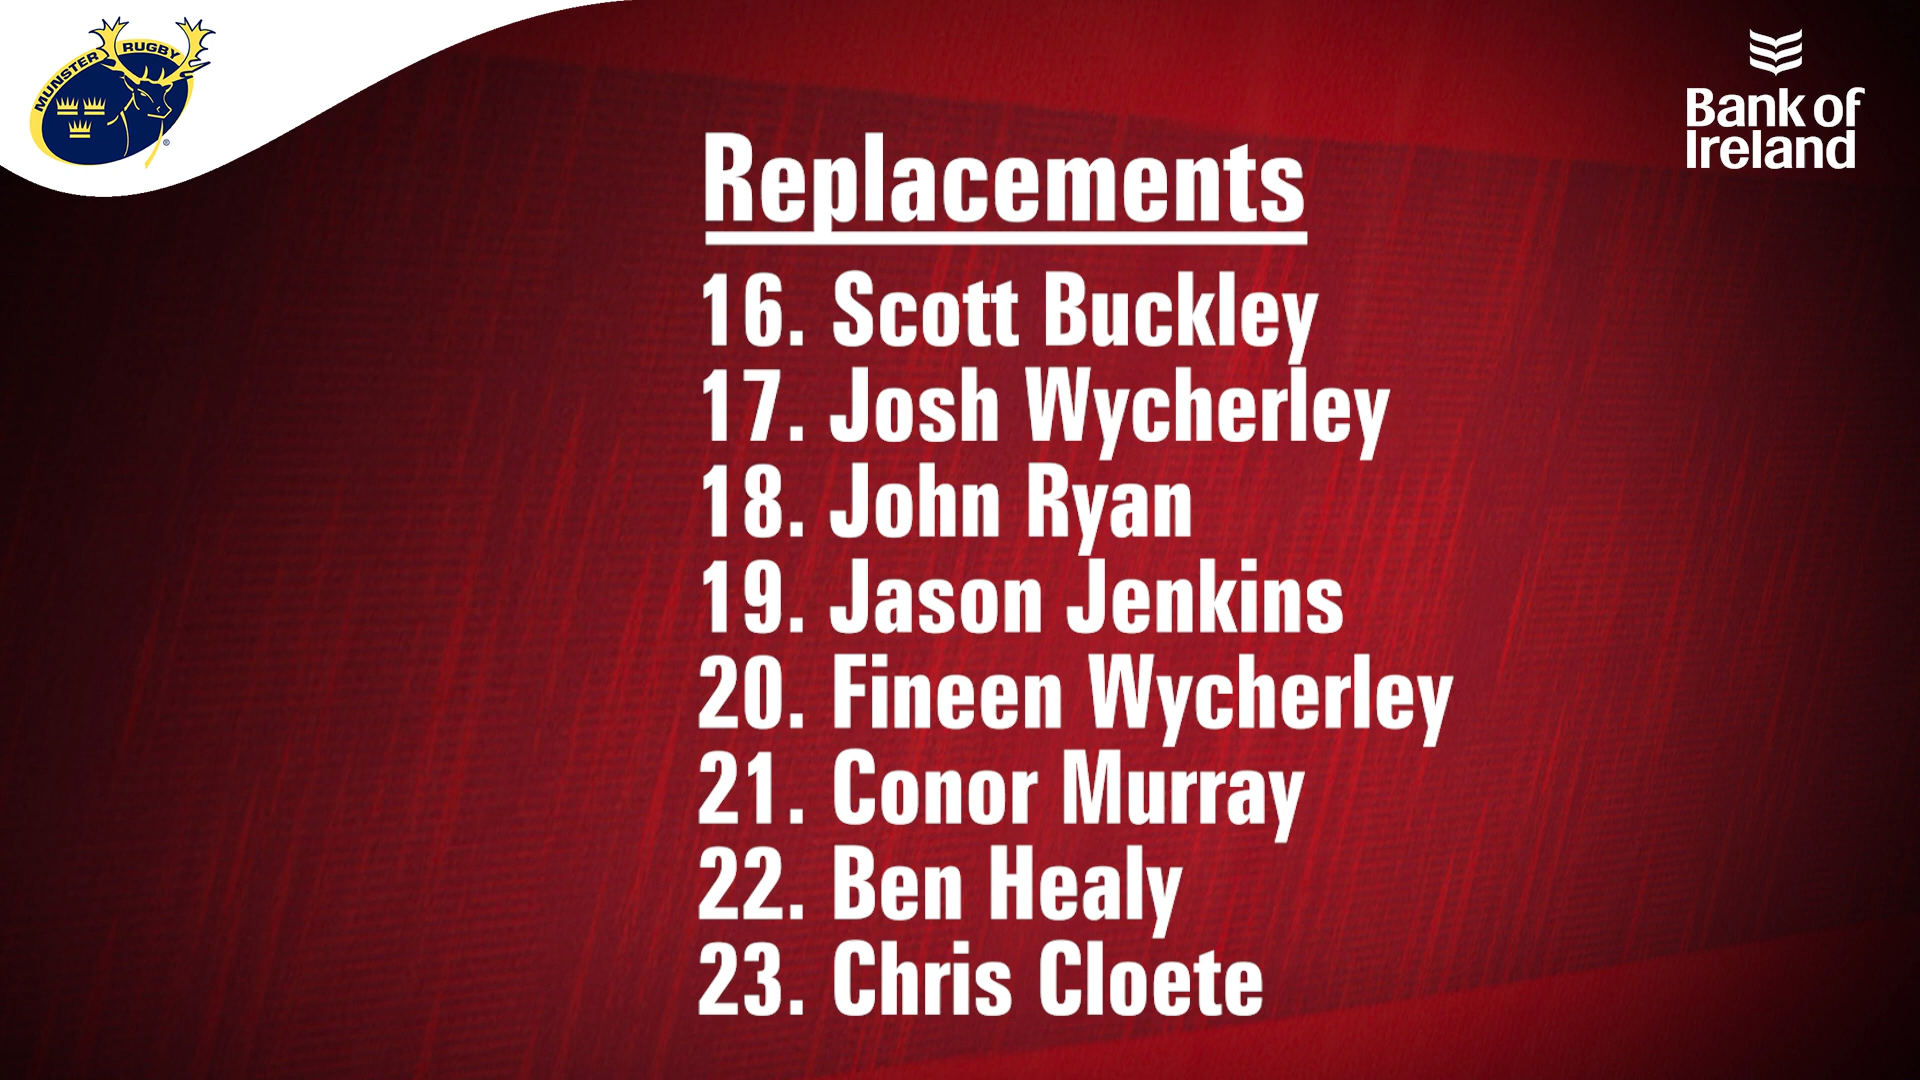 MUNSTER RUGBY
Bank of
Ireland
Replacements
16. Scott Buckley
17. Josh Wycherley
18. John Ryan
19. Jason Jenkins
20. Fineen Wycherley
21. Conor Murray
22. Ben Healy
23. Chris Cloete